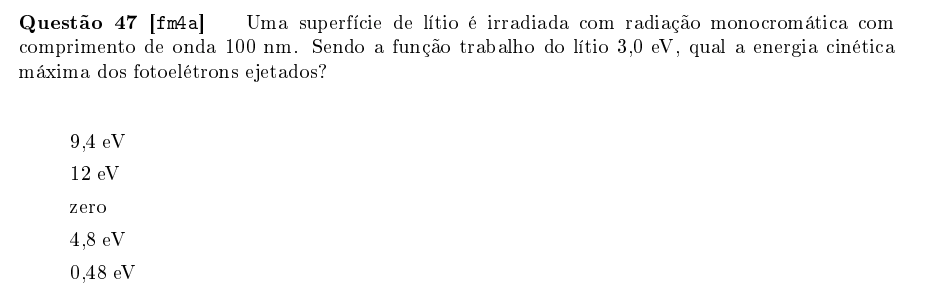 Questão 47 [fm4a] Uma superfície de lítio é irradiada com radiação monocromática com
comprimento de onda 100 nm. Sendo a função trabalho do lítio 3,0 eV, qual a energia cinética
máxima dos fotoelétrons ejetados?
9,4 eV
12 eV
zero
4,8 eV
0,48 eV